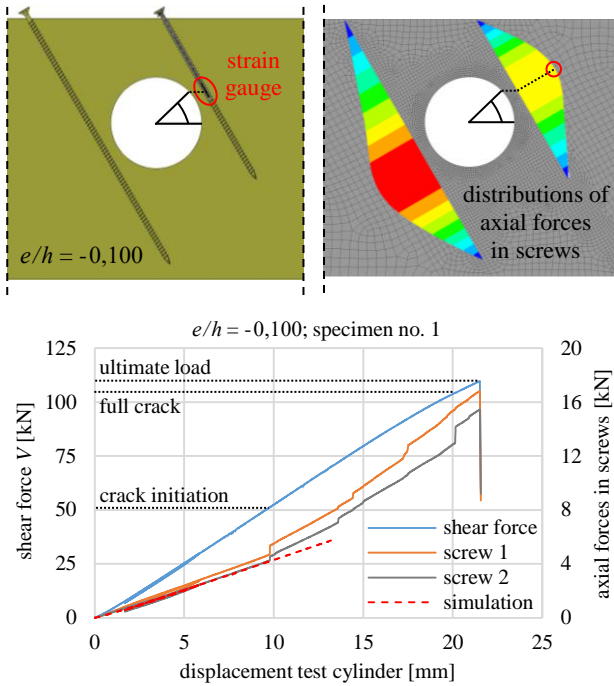 strain
gauge
e/h = -0,100
distributions of
axial forces
in screws
e/h = -0,100; specimen no. 1
125
100
75
50
25
0
shear force V [kN]
20
16
12
8
4
0
axial forces in screws [kN]
ultimate load
full crack
crack initiation
shear force
screw 1
screw 2
simulation
0 5 10 15 20 25
displacement test cylinder [mm]